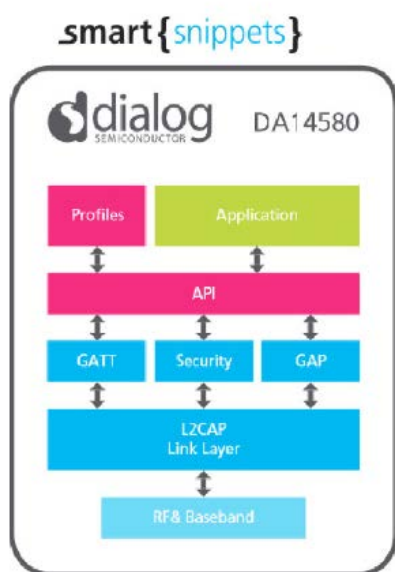 .smart{snippets}
dialog
SEMICONDUCTOR
DA14580
Profiles
Application
API
GATT
Security
GAP
L2CAP
Link Layer
RF& Baseband